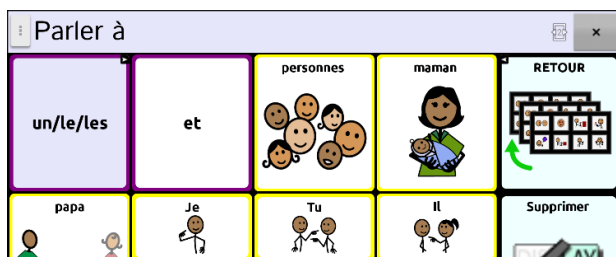 Parler à
personnes
maman
RETOUR
un/le/les
et
papa
Je
Tu
Il
Supprimer